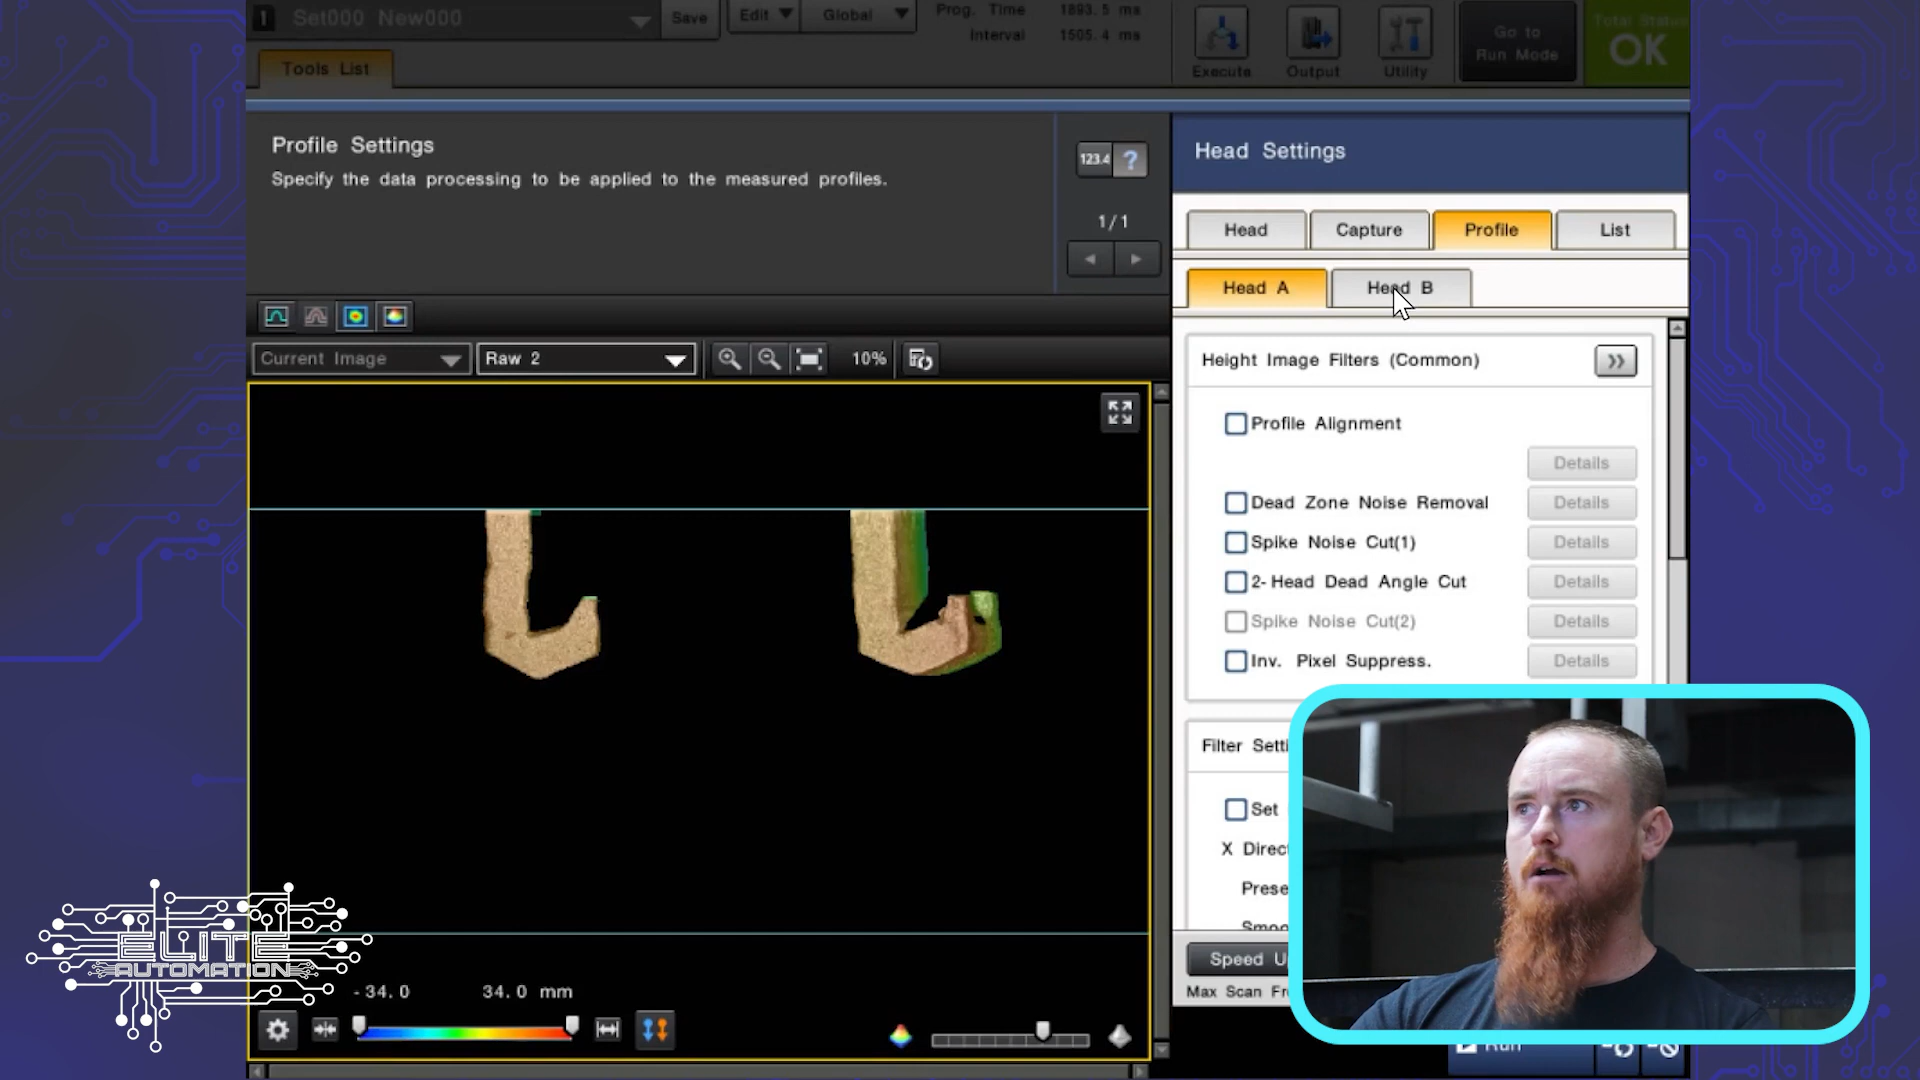 1 Set000 New000
Save
Edit
Global
Prog. Time 1893.5 ms
Interval 1505.4 ms
Execute
Output
Utility
Go to
Run Mode
Total Status
OK
Tools List
Profile Settings
Specify the data processing to be applied to the measured profiles.
123.4
?
1/1
Head Settings
Head
Capture
Profile
List
Head A
Head B
Current Image
Raw 2
10%
Height Image Filters (Common)
Profile Alignment
Details
Dead Zone Noise Removal
Details
Spike Noise Cut(1)
Details
2-Head Dead Angle Cut
Details
Spike Noise Cut(2)
Details
Inv. Pixel Suppress.
Details
Filter
Set
X
Speed
Max Scan
Run
-34.0
34.0 mm
ELITE
AUTOMATION